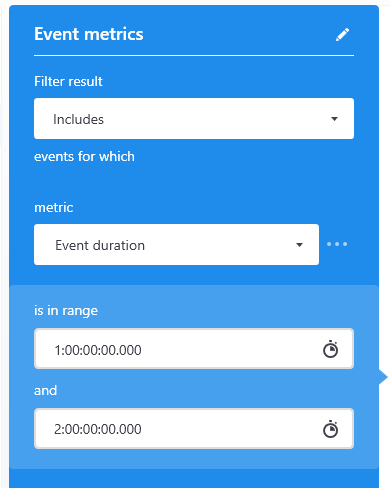 Event metrics
Filter result
Includes
events for which
metric
Event duration
is in range
1:00:00:00.000
and
2:00:00:00.000